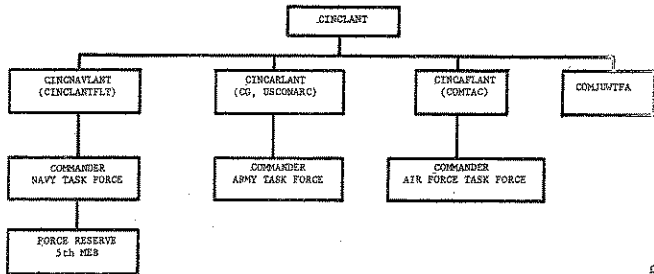 CINCLANT
CINCNAVLANT
(CINCLANTFLT)
CINCARLANT
(CG, USCONARC)
CINCAFLANT
(COMTAC)
COMJUWTFA
COMMANDER
NAVY TASK FORCE
COMMANDER
ARMY TASK FORCE
COMMANDER
AIR FORCE TASK FORCE
FORCE RESERVE
5th MEB